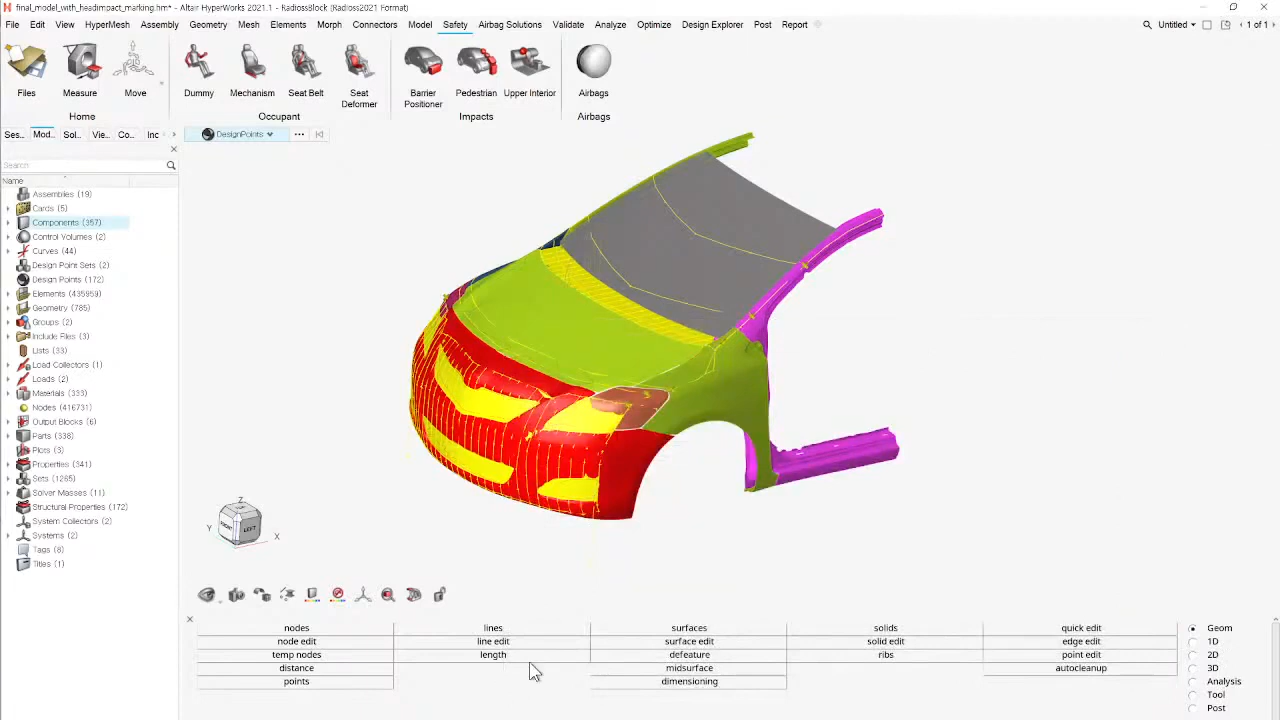 final_model_with_headimpact_marking.hm* - Altair HyperWorks 2021.1 - RadiossBlock (Radioss2021 Format)
File Edit View HyperMesh Assembly Geometry Mesh Elements Morph Connectors Model Safety Airbag Solutions Validate Analyze Optimize Design Explorer Post Report Untitled 1 of 1
Files Measure Move Dummy Mechanism Seat Belt Seat Deformer Barrier Positioner Pedestrian Upper Interior Airbags
Home Occupant Impacts Airbags
Ses.. Mod.. Sol.. Vie.. Co... Inc DesignPoints
Search
Name
Assemblies (19)
Cards (5)
Components (357)
Control Volumes (2)
Curves (44)
Design Point Sets (2)
Design Points (172)
Elements (435959)
Geometry (785)
Groups (2)
Include Files (3)
Lists (33)
Load Collectors (1)
Loads (2)
Materials (333)
Nodes (416731)
Output Blocks (6)
Parts (338)
Plots (3)
Properties (341)
Sets (1265)
Solver Masses (11)
Structural Properties (172)
System Collectors (2)
Systems (2)
Tags (8)
Titles (1)
Z
Y
X
LEFT
nodes lines surfaces solids quick edit Geom
node edit line edit surface edit solid edit edge edit 1D
temp nodes length defeature ribs point edit 2D
distance midsurface autocleanup 3D
points dimensioning Analysis
Tool
Post